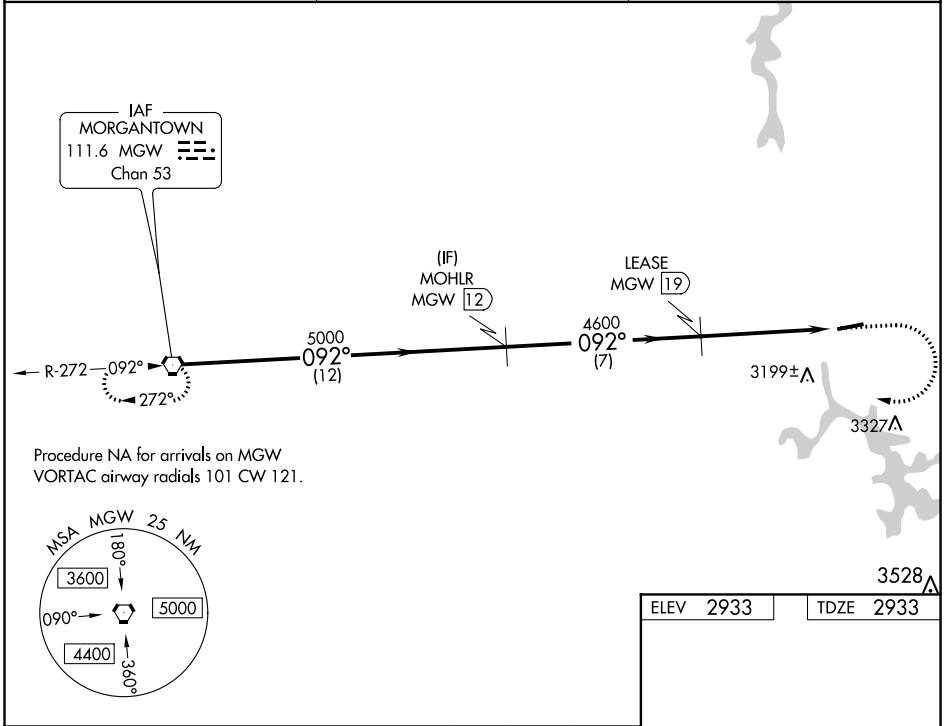 IAF
MORGANTOWN
111.6 MGW
Chan 53
(IF)
MOHLR
MGW 12
LEASE
MGW 19
5000
092°
(12)
4600
092°
(7)
R-272
092°
272°
3199±
3327
Procedure NA for arrivals on MGW
VORTAC airway radials 101 CW 121.
MSA MGW 25 NM
180°
3600
090°
5000
4400
360°
3528
ELEV 2933
TDZE 2933